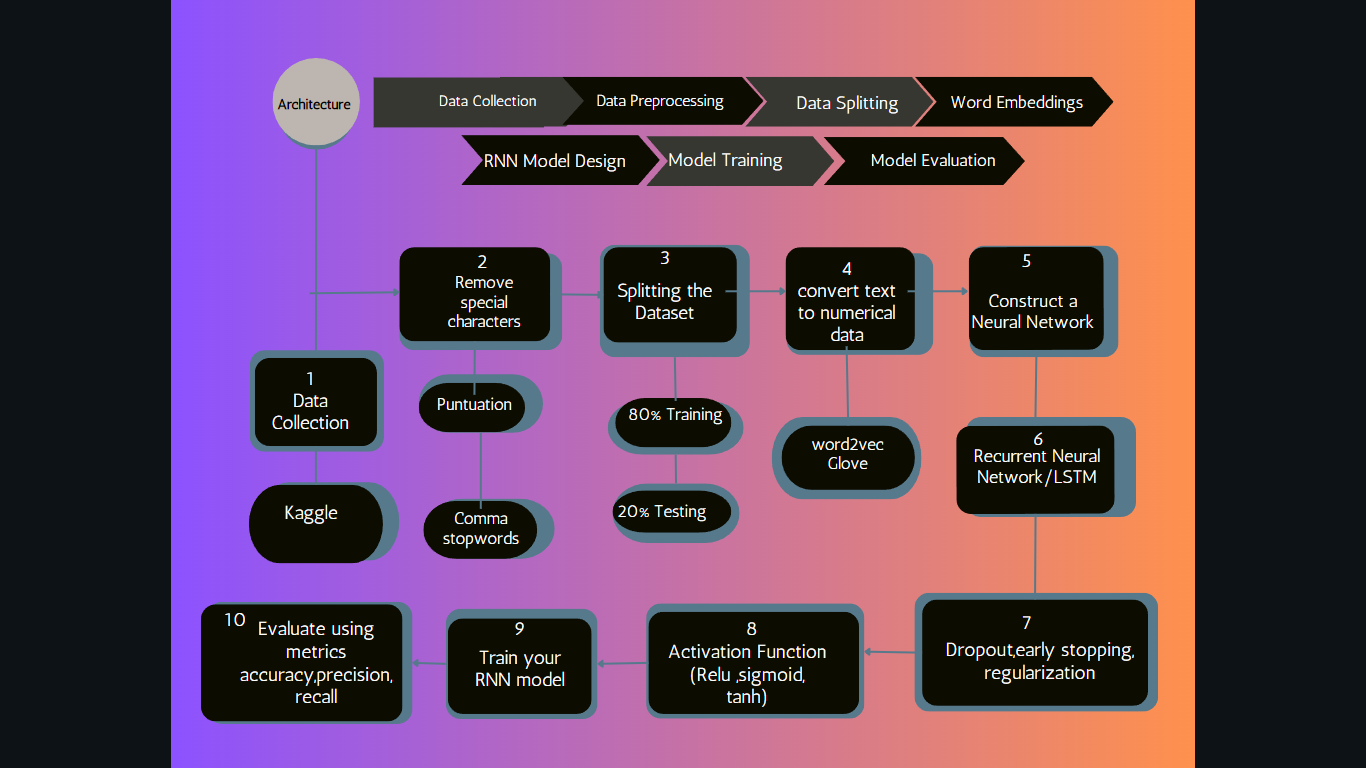 Architecture
Data Collection
Data Preprocessing
Data Splitting
Word Embeddings
RNN Model Design
Model Training
Model Evaluation
1
Data
Collection
Kaggle
2
Remove
special
characters
Puntuation
Comma
stopwords
3
Splitting the
Dataset
80% Training
20% Testing
4
convert text
to numerical
data
word2vec
Glove
5
Construct a
Neural Network
6
Recurrent Neural
Network/LSTM
7
Dropout,early stopping,
regularization
8
Activation Function
(Relu ,sigmoid,
tanh)
9
Train your
RNN model
10
Evaluate using
metrics
accuracy,precision,
recall